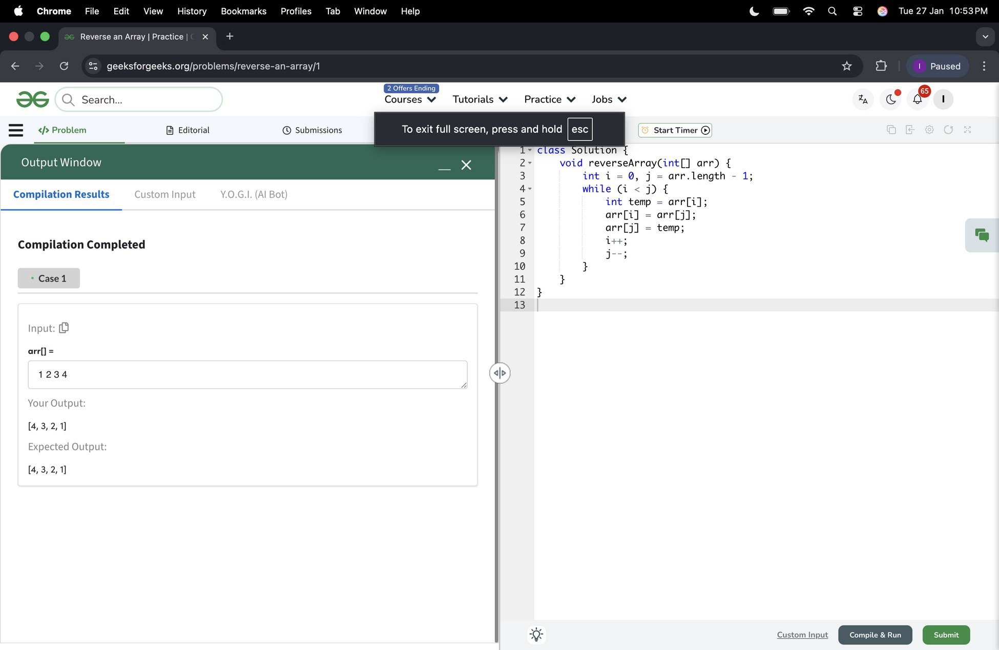 Chrome File Edit View History Bookmarks Profiles Tab Window Help Tue 27 Jan 10:53 PM
Reverse an Array | Practice |
geeksforgeeks.org/problems/reverse-an-array/1 Paused
2 Offers Ending
Search... Courses Tutorials Practice Jobs 65 I
To exit full screen, press and hold esc
</> Problem Editorial Submissions Start Timer
Output Window
Compilation Results Custom Input Y.O.G.I. (AI Bot)
Compilation Completed
Case 1
Input:
arr[] =
1 2 3 4
Your Output:
[4, 3, 2, 1]
Expected Output:
[4, 3, 2, 1]
1 class Solution {
2 void reverseArray(int[] arr) {
3 int i = 0, j = arr.length - 1;
4 while (i < j) {
5 int temp = arr[i];
6 arr[i] = arr[j];
7 arr[j] = temp;
8 i++;
9 j--;
10 }
11 }
12 }
13
Custom Input Compile & Run Submit